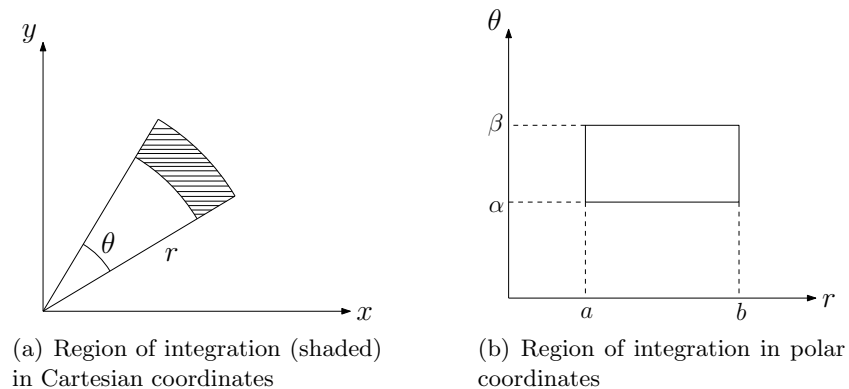 y
θ
r
x
(a) Region of integration (shaded)
in Cartesian coordinates
θ
β
α
a
b
r
(b) Region of integration in polar
coordinates